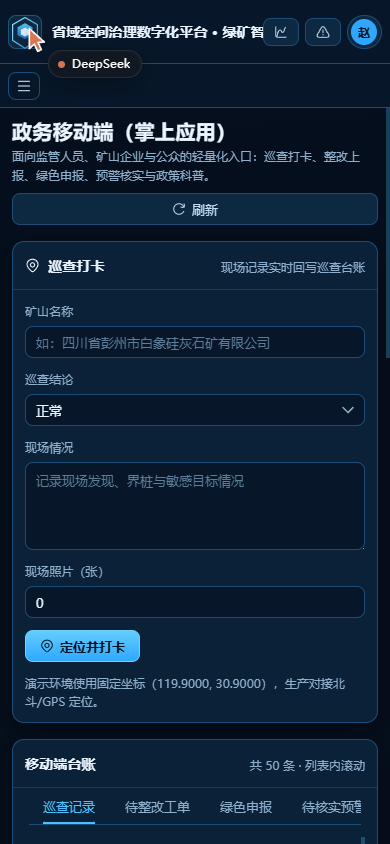 省域空间治理数字化平台 • 绿矿智
赵
DeepSeek
政务移动端（掌上应用）
面向监管人员、矿山企业与公众的轻量化入口：巡查打卡、整改上
报、绿色申报、预警核实与政策科普。
刷新
巡查打卡
现场记录实时回写巡查台账
矿山名称
如：四川省彭州市白象硅灰石矿有限公司
巡查结论
正常
现场情况
记录现场发现、界桩与敏感目标情况
现场照片（张）
0
定位并打卡
演示环境使用固定坐标（119.9000, 30.9000），生产对接北
斗/GPS 定位。
移动端台账
共 50 条 · 列表内滚动
巡查记录
待整改工单
绿色申报
待核实预警